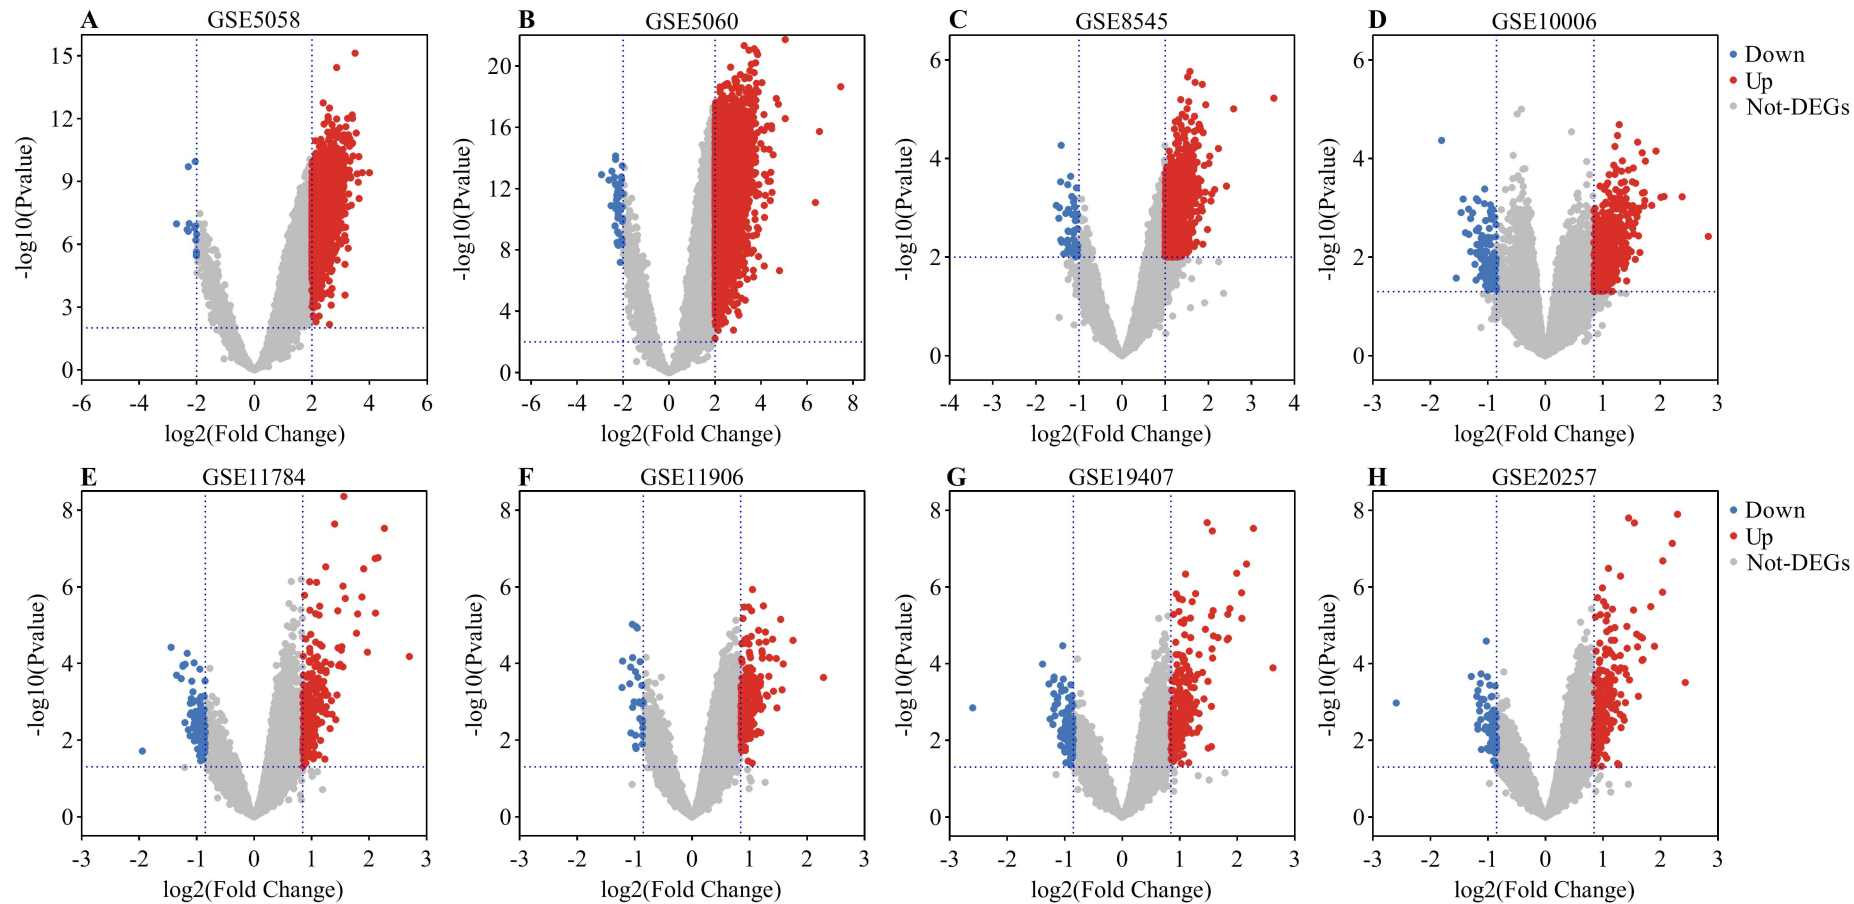 A GSE5058
B GSE5060
C GSE8545
D GSE10006
-log10(Pvalue)
15
12
9
6
3
0
-6 -4 -2 0 2 4 6
log2(Fold Change)
-log10(Pvalue)
20
16
12
8
4
0
-6 -4 -2 0 2 4 6 8
log2(Fold Change)
-log10(Pvalue)
6
4
2
0
-4 -3 -2 -1 0 1 2 3 4
log2(Fold Change)
-log10(Pvalue)
6
4
2
0
-3 -2 -1 0 1 2 3
log2(Fold Change)
Down
Up
Not-DEGs
E GSE11784
F GSE11906
G GSE19407
H GSE20257
-log10(Pvalue)
8
6
4
2
0
-3 -2 -1 0 1 2 3
log2(Fold Change)
-log10(Pvalue)
8
6
4
2
0
-3 -2 -1 0 1 2 3
log2(Fold Change)
-log10(Pvalue)
8
6
4
2
0
-3 -2 -1 0 1 2 3
log2(Fold Change)
-log10(Pvalue)
8
6
4
2
0
-3 -2 -1 0 1 2 3
log2(Fold Change)
Down
Up
Not-DEGs